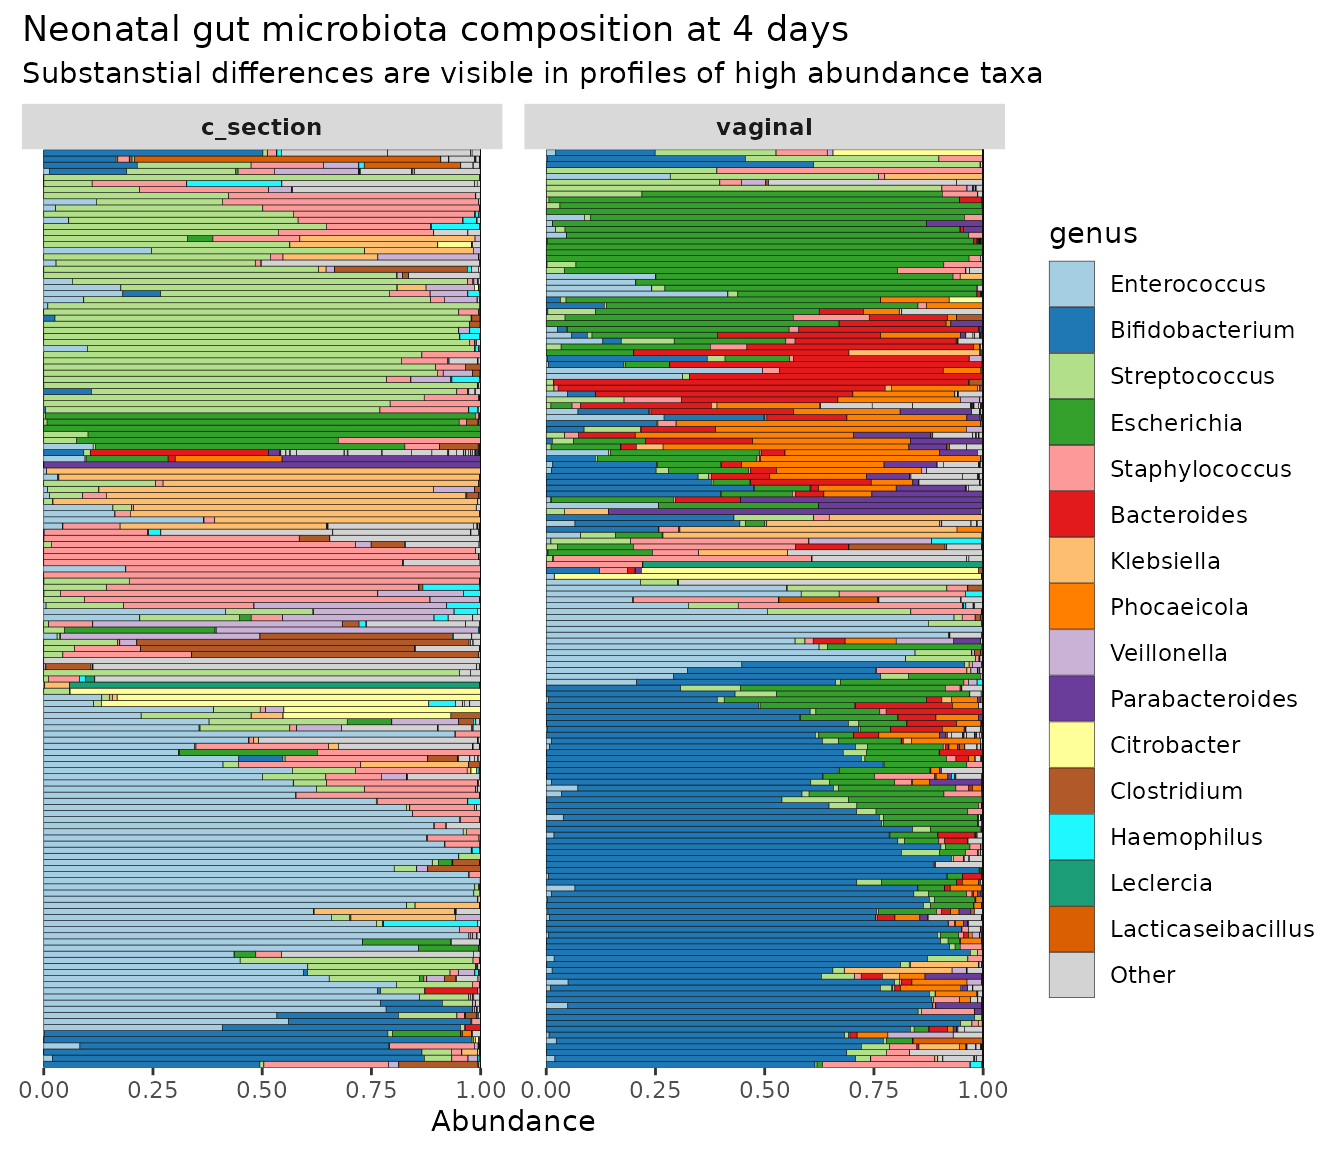 Neonatal gut microbiota composition at 4 days
Substanstial differences are visible in profiles of high abundance taxa
c_section
vaginal
genus
Enterococcus
Bifidobacterium
Streptococcus
Escherichia
Staphylococcus
Bacteroides
Klebsiella
Phocaeicola
Veillonella
Parabacteroides
Citrobacter
Clostridium
Haemophilus
Leclercia
Lacticaseibacillus
Other
0.00 0.25 0.50 0.75 1.00 0.00 0.25 0.50 0.75 1.00
Abundance